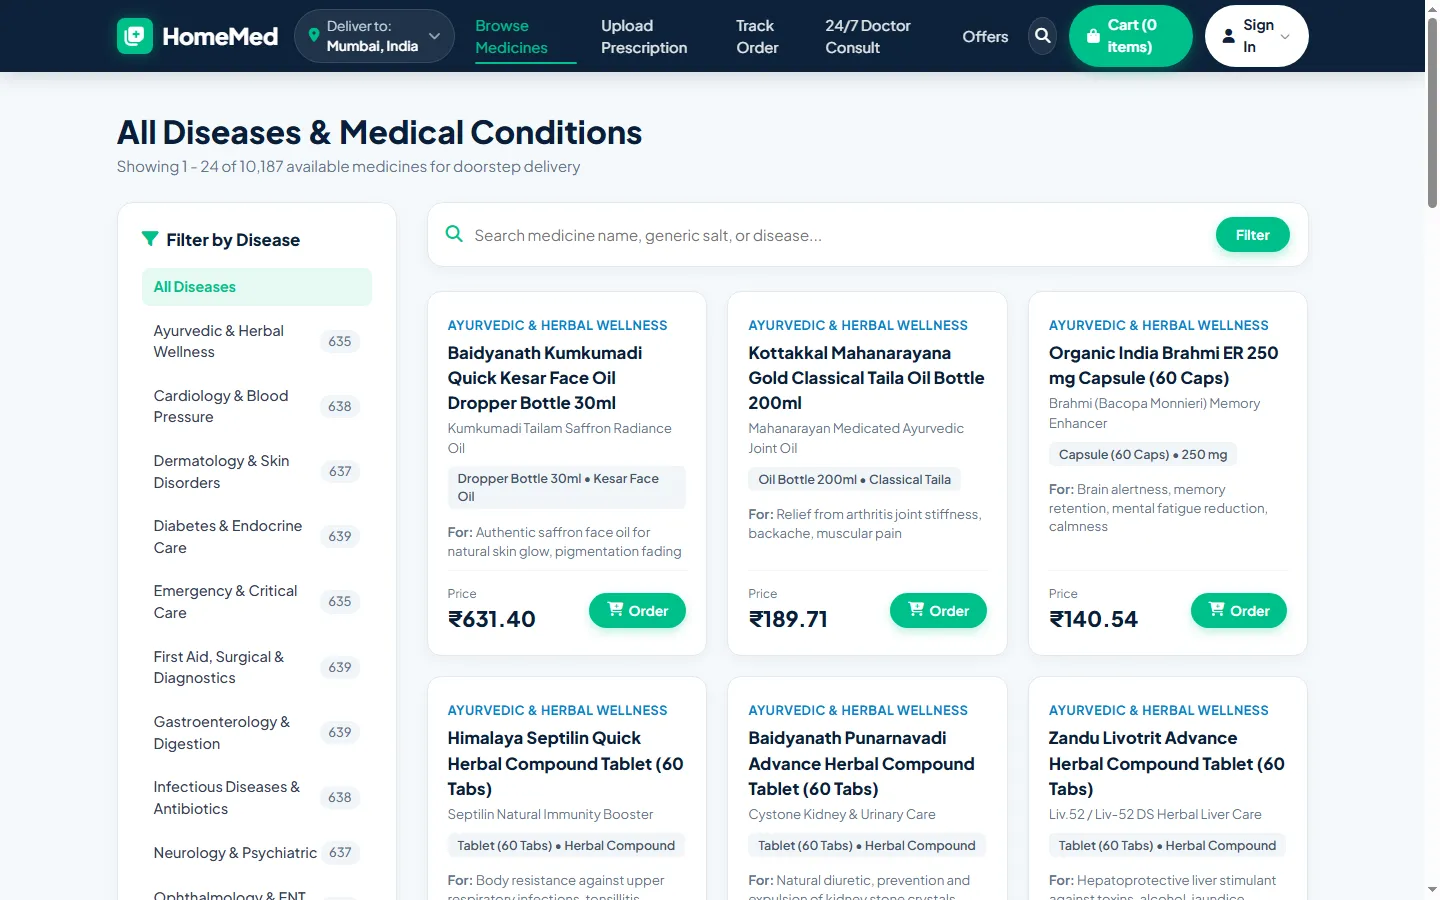 HomeMed
Deliver to:
Mumbai, India
Browse
Medicines
Upload
Prescription
Track
Order
24/7 Doctor
Consult
Offers
Cart (0
items)
Sign
In
All Diseases & Medical Conditions
Showing 1 - 24 of 10,187 available medicines for doorstep delivery
Filter by Disease
All Diseases
Ayurvedic & Herbal
Wellness
635
Cardiology & Blood
Pressure
638
Dermatology & Skin
Disorders
637
Diabetes & Endocrine
Care
639
Emergency & Critical
Care
635
First Aid, Surgical &
Diagnostics
639
Gastroenterology &
Digestion
639
Infectious Diseases &
Antibiotics
638
Neurology & Psychiatric 637
Ophthalmology & ENT
Search medicine name, generic salt, or disease...
Filter
AYURVEDIC & HERBAL WELLNESS
Baidyanath Kumkumadi
Quick Kesar Face Oil
Dropper Bottle 30ml
Kumkumadi Tailam Saffron Radiance
Oil
Dropper Bottle 30ml • Kesar Face
Oil
For: Authentic saffron face oil for
natural skin glow, pigmentation fading
Price
₹631.40
Order
AYURVEDIC & HERBAL WELLNESS
Kottakkal Mahanarayana
Gold Classical Taila Oil Bottle
200ml
Mahanarayan Medicated Ayurvedic
Joint Oil
Oil Bottle 200ml • Classical Taila
For: Relief from arthritis joint stiffness,
backache, muscular pain
Price
₹189.71
Order
AYURVEDIC & HERBAL WELLNESS
Organic India Brahmi ER 250
mg Capsule (60 Caps)
Brahmi (Bacopa Monnieri) Memory
Enhancer
Capsule (60 Caps) • 250 mg
For: Brain alertness, memory
retention, mental fatigue reduction,
calmness
Price
₹140.54
Order
AYURVEDIC & HERBAL WELLNESS
Himalaya Septilin Quick
Herbal Compound Tablet (60
Tabs)
Septilin Natural Immunity Booster
Tablet (60 Tabs) • Herbal Compound
For: Body resistance against upper
respiratory infections, tonsillitis
AYURVEDIC & HERBAL WELLNESS
Baidyanath Punarnavadi
Advance Herbal Compound
Tablet (60 Tabs)
Cystone Kidney & Urinary Care
Tablet (60 Tabs) • Herbal Compound
For: Natural diuretic, prevention and
expulsion of kidney stone crystals
AYURVEDIC & HERBAL WELLNESS
Zandu Livotrit Advance
Herbal Compound Tablet (60
Tabs)
Liv.52 / Liv-52 DS Herbal Liver Care
Tablet (60 Tabs) • Herbal Compound
For: Hepatoprotective liver stimulant
against toxins, alcohol, jaundice